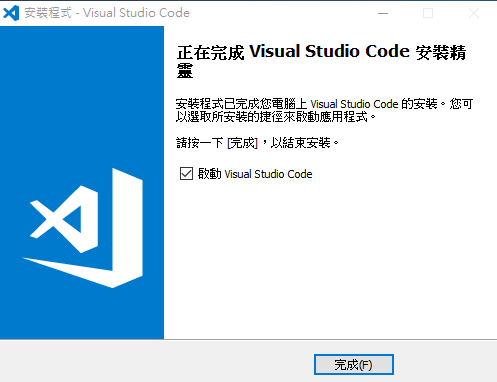 安裝程式 - Visual Studio Code
正在完成 Visual Studio Code 安裝精
靈
安裝程式已完成您電腦上 Visual Studio Code 的安裝。您可
以選取所安裝的捷徑來啟動應用程式。
請按一下 [完成]，以結束安裝。
啟動 Visual Studio Code
完成(F)